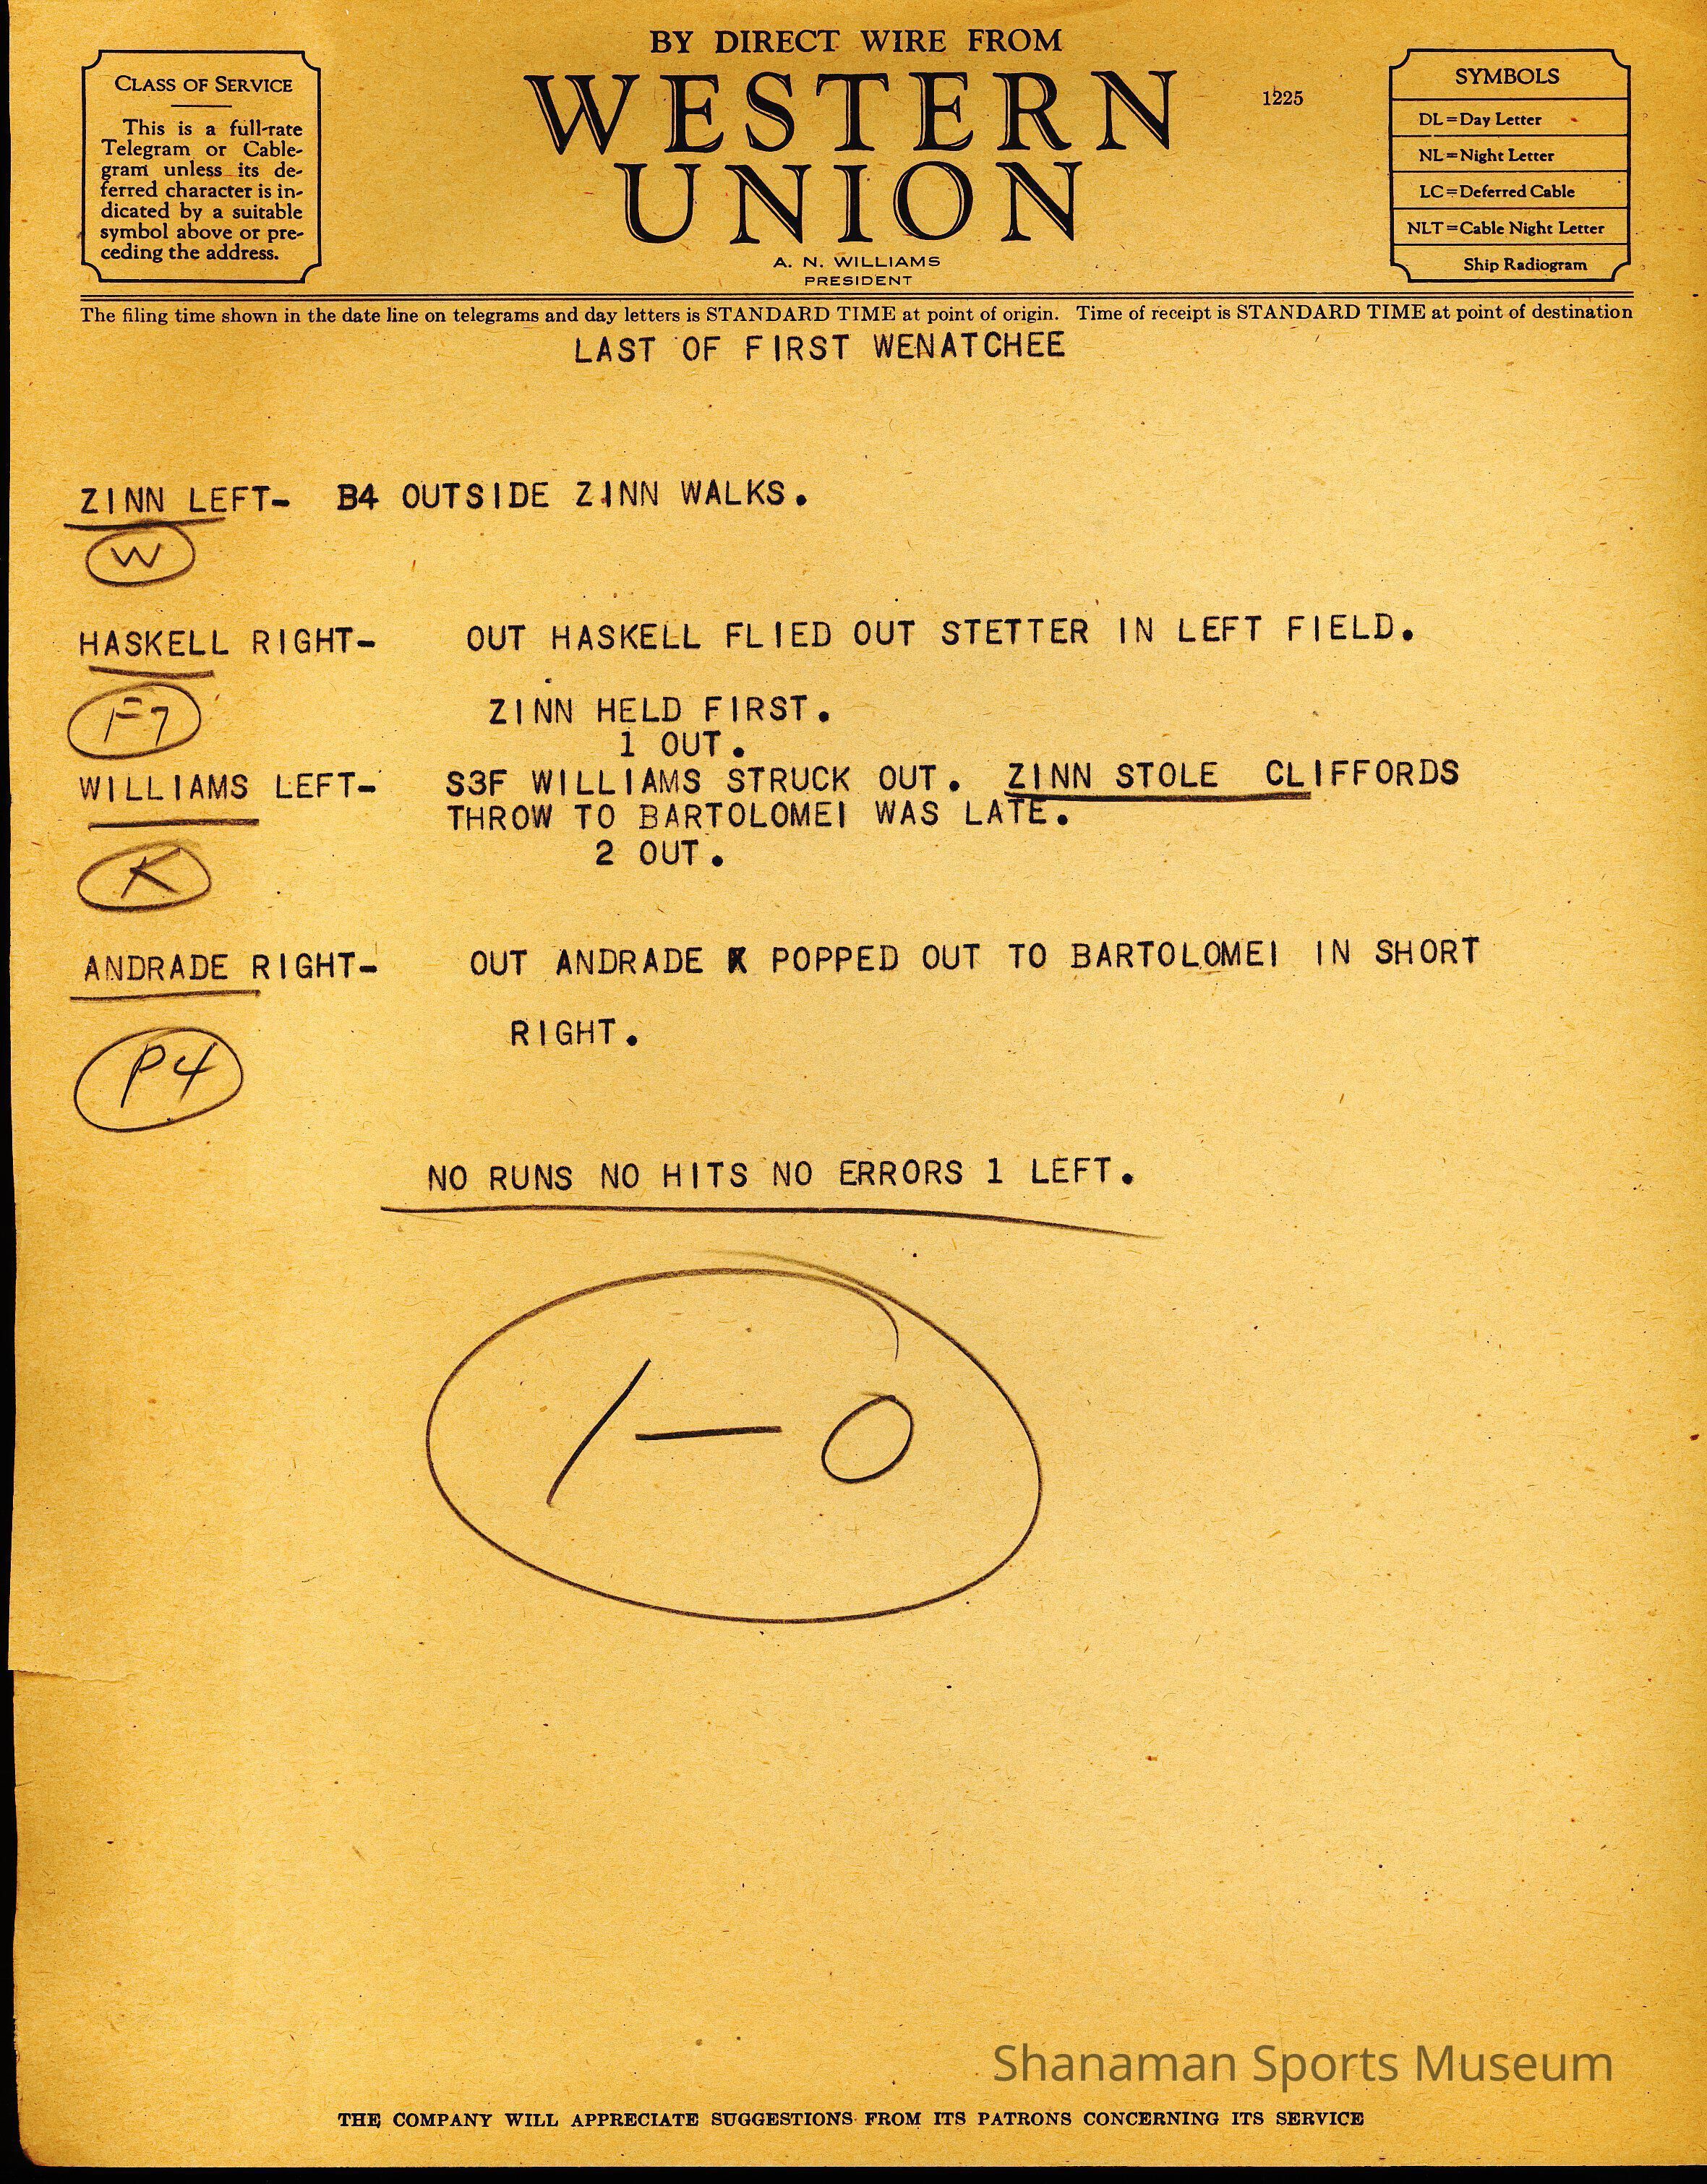 BY DIRECT WIRE FROM
WESTERN
UNION
1225
A. N. WILLIAMS
PRESIDENT
CLASS OF SERVICE
This is a full-rate
Telegram or Cable-
gram unless its de-
ferred character is in-
dicated by a suitable
symbol above or pre-
ceding the address.
SYMBOLS
DL=Day Letter
NL=Night Letter
LC=Deferred Cable
NLT=Cable Night Letter
Ship Radiogram
The filing time shown in the date line on telegrams and day letters is STANDARD TIME at point of origin. Time of receipt is STANDARD TIME at point of destination
LAST OF FIRST WENATCHEE
ZINN LEFT- B4 OUTSIDE ZINN WALKS.
W
HASKELL RIGHT- OUT HASKELL FLIED OUT STETTER IN LEFT FIELD.
F7 ZINN HELD FIRST.
1 OUT.
WILLIAMS LEFT- S3F WILLIAMS STRUCK OUT. ZINN STOLE CLIFFORDS
THROW TO BARTOLOMEI WAS LATE.
2 OUT.
K
ANDRADE RIGHT- OUT ANDRADE POPPED OUT TO BARTOLOMEI IN SHORT
RIGHT.
P4
NO RUNS NO HITS NO ERRORS 1 LEFT.
1-0
Shanaman Sports Museum
THE COMPANY WILL APPRECIATE SUGGESTIONS FROM ITS PATRONS CONCERNING ITS SERVICE